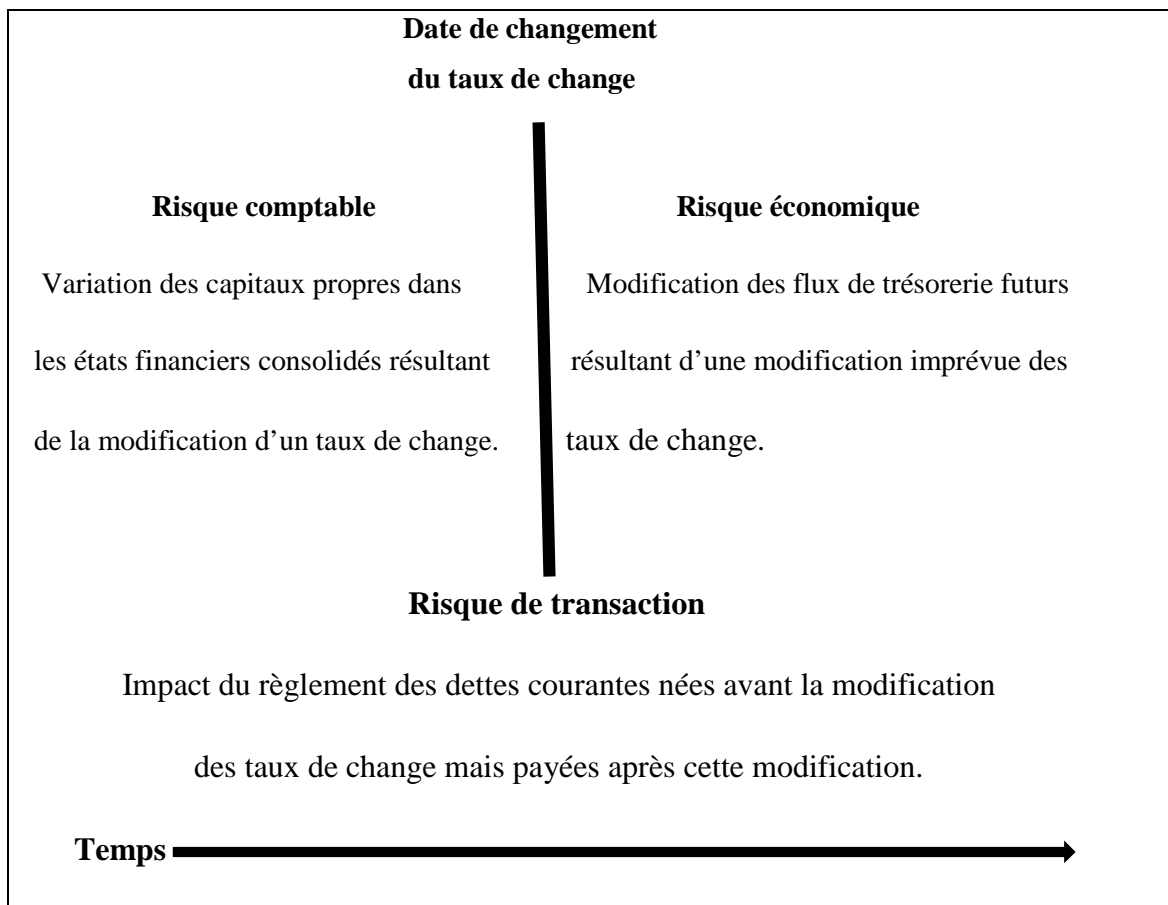 Date de changement
du taux de change
Risque comptable
Variation des capitaux propres dans
les états financiers consolidés résultant
de la modification d’un taux de change.
Risque économique
Modification des flux de trésorerie futurs
résultant d’une modification imprévue des
taux de change.
Risque de transaction
Impact du règlement des dettes courantes nées avant la modification
des taux de change mais payées après cette modification.
Temps